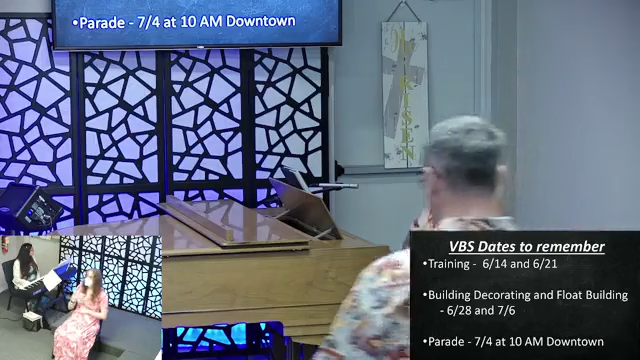 •Parade - 7/4 at 10 AM Downtown
RISEN
VBS Dates to remember
•Training - 6/14 and 6/21
•Building Decorating and Float Building
- 6/28 and 7/6
•Parade - 7/4 at 10 AM Downtown